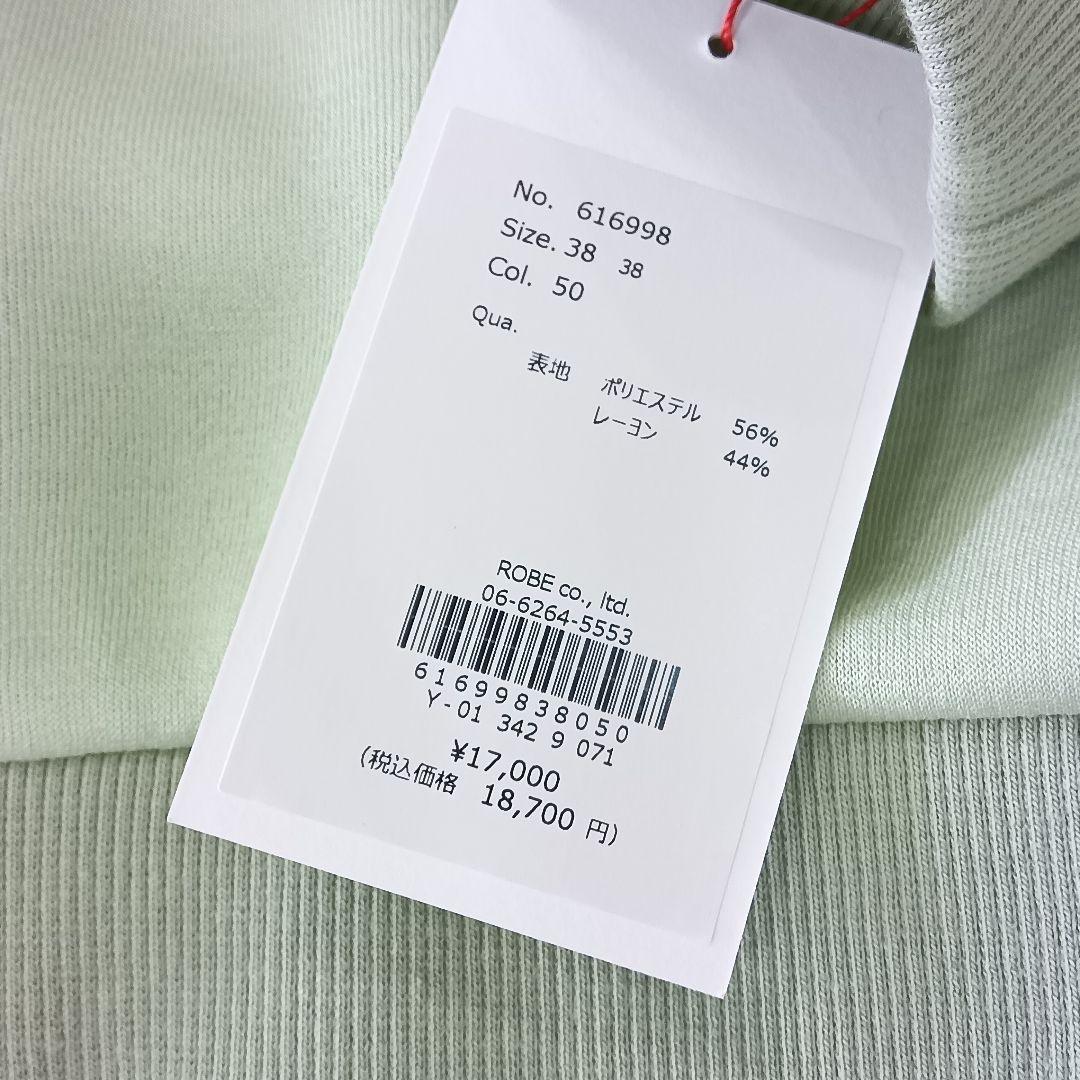 No. 616998
Size. 38 38
Col. 50
Qua.
表地 ポリエステル 56%
レーヨン 44%
ROBE co., ltd.
06-6264-5553
61699838050
Y-01 342 9 071
¥17,000
(税込価格 18,700 円)